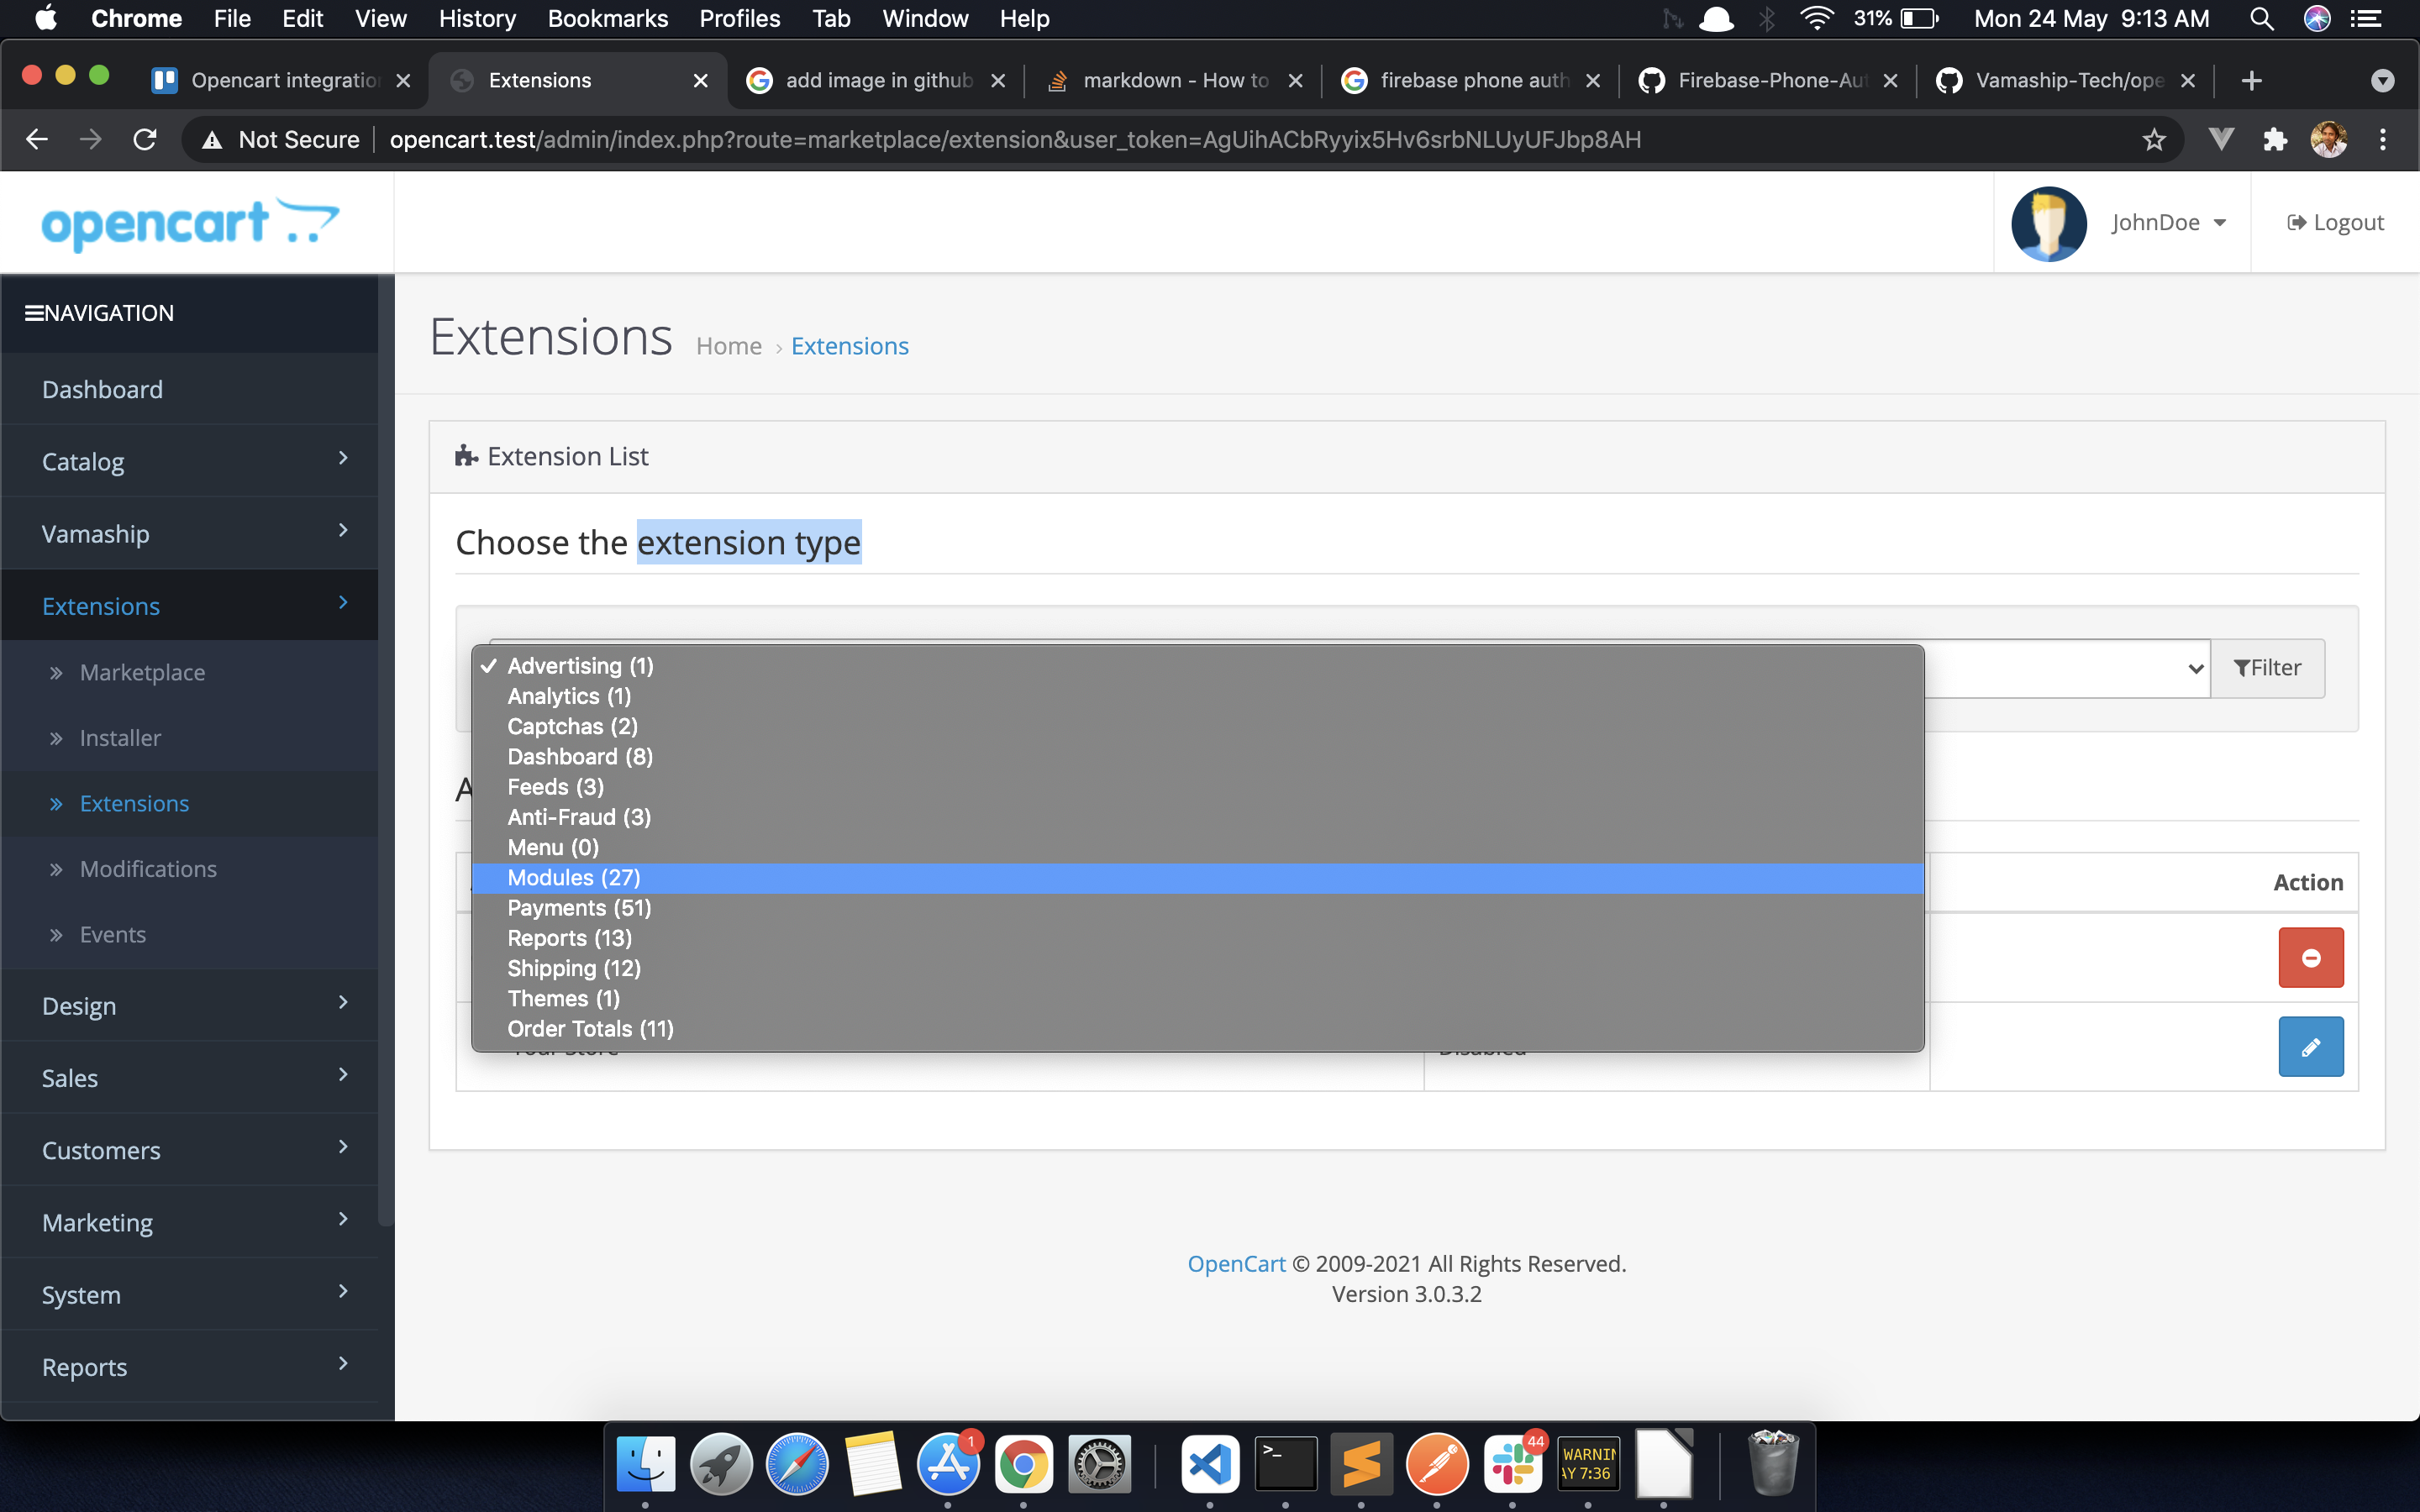 Chrome File Edit View History Bookmarks Profiles Tab Window Help 31% Mon 24 May 9:13 AM
Opencart integration Extensions add image in github markdown - How to firebase phone auth Firebase-Phone-Aut Vamaship-Tech/ope
Not Secure opencart.test/admin/index.php?route=marketplace/extension&user_token=AgUihACbRyyix5Hv6srbNLUyUFJbp8AH
opencart JohnDoe Logout
NAVIGATION
Dashboard
Catalog
Vamaship
Extensions
Marketplace
Installer
Extensions
Modifications
Events
Design
Sales
Customers
Marketing
System
Reports
Extensions Home › Extensions
Extension List
Choose the extension type
Filter
✓ Advertising (1)
Analytics (1)
Captchas (2)
Dashboard (8)
Feeds (3)
Anti-Fraud (3)
Menu (0)
Modules (27)
Payments (51)
Reports (13)
Shipping (12)
Themes (1)
Order Totals (11)
Action
Your Store Disabled
OpenCart © 2009-2021 All Rights Reserved.
Version 3.0.3.2
1
44
WARNIN
AY 7:36